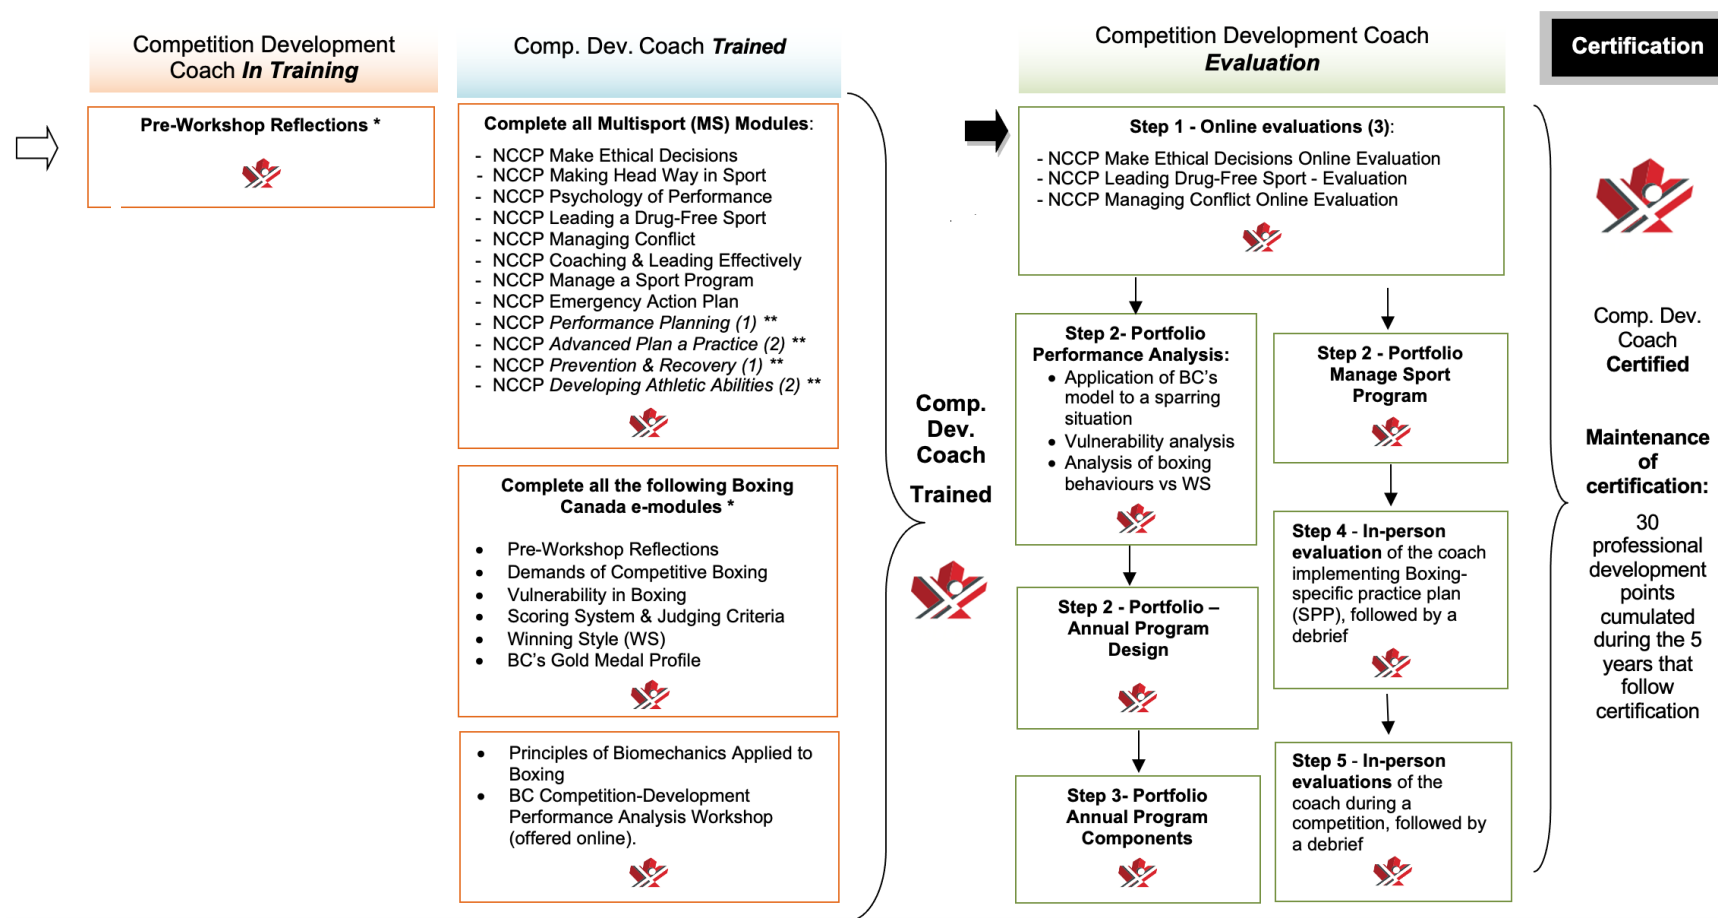 Competition Development
Coach In Training
Pre-Workshop Reflections *
Comp. Dev. Coach Trained
Complete all Multisport (MS) Modules:
- NCCP Make Ethical Decisions
- NCCP Making Head Way in Sport
- NCCP Psychology of Performance
- NCCP Leading a Drug-Free Sport
- NCCP Managing Conflict
- NCCP Coaching & Leading Effectively
- NCCP Manage a Sport Program
- NCCP Emergency Action Plan
- NCCP Performance Planning (1) **
- NCCP Advanced Plan a Practice (2) **
- NCCP Prevention & Recovery (1) **
- NCCP Developing Athletic Abilities (2) **
Complete all the following Boxing
Canada e-modules *
• Pre-Workshop Reflections
• Demands of Competitive Boxing
• Vulnerability in Boxing
• Scoring System & Judging Criteria
• Winning Style (WS)
• BC's Gold Medal Profile
• Principles of Biomechanics Applied to
Boxing
• BC Competition-Development
Performance Analysis Workshop
(offered online).
Comp.
Dev.
Coach
Trained
Competition Development Coach
Evaluation
Step 1 - Online evaluations (3):
- NCCP Make Ethical Decisions Online Evaluation
- NCCP Leading Drug-Free Sport - Evaluation
- NCCP Managing Conflict Online Evaluation
Step 2- Portfolio
Performance Analysis:
• Application of BC's
model to a sparring
situation
• Vulnerability analysis
• Analysis of boxing
behaviours vs WS
Step 2 - Portfolio –
Annual Program
Design
Step 3- Portfolio
Annual Program
Components
Step 2 - Portfolio
Manage Sport
Program
Step 4 - In-person
evaluation of the coach
implementing Boxing-
specific practice plan
(SPP), followed by a
debrief
Step 5 - In-person
evaluations of the
coach during a
competition, followed by
a debrief
Certification
Comp. Dev.
Coach
Certified
Maintenance
of
certification:
30
professional
development
points
cumulated
during the 5
years that
follow
certification